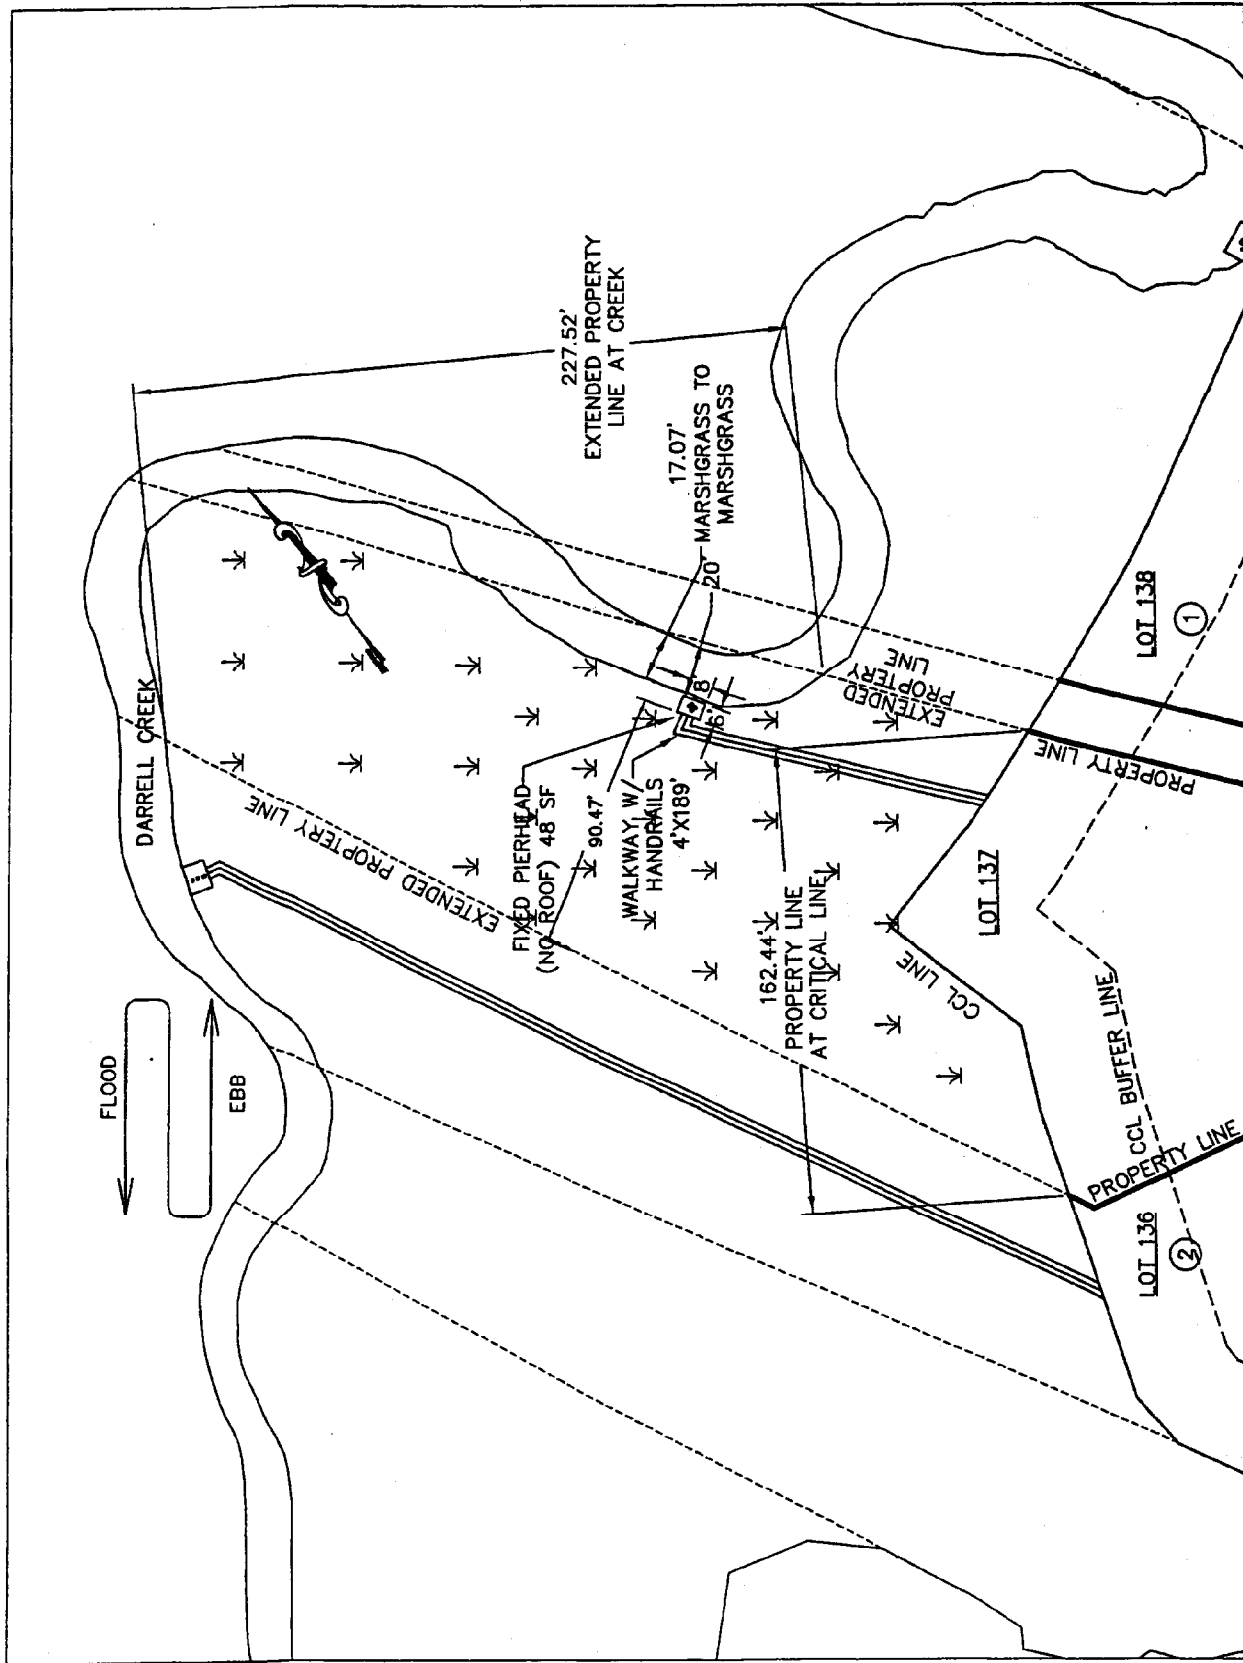 FLOOD
EBB
DARRELL CREEK
EXTENDED PROPTERY LINE
227.52'
EXTENDED PROPERTY
LINE AT CREEK
17.07'
MARSHGRASS TO
MARSHGRASS
20'
8'
6'
FIXED PIERHEAD
(NO ROOF) 48 SF
90.47'
WALKWAY W/
HANDRAILS
4'X189'
162.44'
PROPERTY LINE
AT CRITICAL LINE
EXTENDED
PROPTERY
LINE
PROPERTY LINE
CCL LINE
LOT 138
1
LOT 137
CCL BUFFER LINE
PROPERTY LINE
LOT 136
2